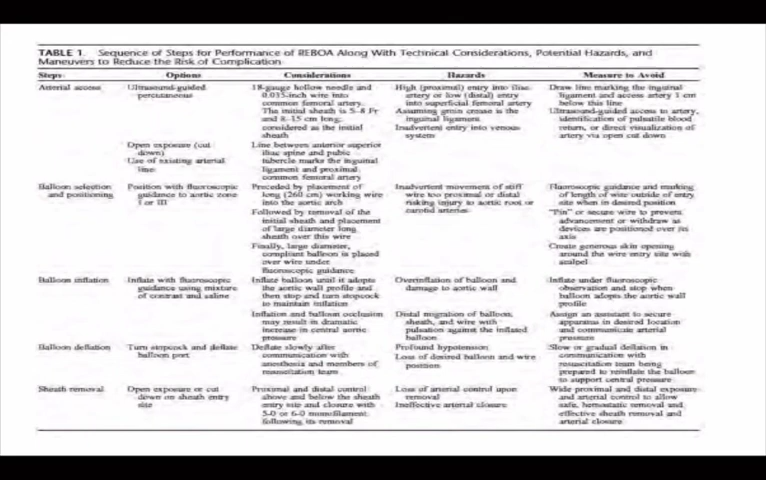 TABLE 1. Sequence of Steps for Performance of REBOA Along With Technical Considerations, Potential Hazards, and
Maneuvers to Reduce the Risk of Complication
Steps Options Considerations Hazards Measure to Avoid
Arterial access
Ultrasound-guided
percutaneous
18-gauge hollow needle and
0.035-inch wire into
common femoral artery.
The initial sheath is 5–8 Fr
and 8–15 cm long,
considered as the initial
sheath
High (proximal) entry into iliac
artery or low (distal) entry
into superficial femoral artery
Assuming groin crease is the
inguinal ligament
Inadvertent entry into venous
system
Draw line marking the inguinal
ligament and access artery 1 cm
below this line
Ultrasound-guided access to artery,
identification of pulsatile blood
return, or direct visualization of
artery via open cut down
Open exposure (cut
down)
Use of existing arterial
line
Line between anterior superior
iliac spine and pubic
tubercle marks the inguinal
ligament and proximal
common femoral artery
Balloon selection
and positioning
Position with fluoroscopic
guidance to aortic zone
I or III
Preceded by placement of
long (260 cm) working wire
into the aortic arch
Followed by removal of the
initial sheath and placement
of large diameter long
sheath over this wire
Finally, large diameter,
compliant balloon is placed
over wire under
fluoroscopic guidance
Inadvertent movement of stiff
wire too proximal or distal
risking injury to aortic root or
carotid arteries
Fluoroscopic guidance and marking
of length of wire outside of entry
site when in desired position
"Pin" or secure wire to prevent
advancement or withdraw as
devices are positioned over its
axis
Create generous skin opening
around the wire entry site with
scalpel
Balloon inflation
Inflate with fluoroscopic
guidance using mixture
of contrast and saline
Inflate balloon until it adopts
the aortic wall profile and
then stop and turn stopcock
to maintain inflation
Inflation and balloon occlusion
may result in dramatic
increase in central aortic
pressure
Overinflation of balloon and
damage to aortic wall
Distal migration of balloon,
sheath, and wire with
pulsation against the inflated
balloon
Inflate under fluoroscopic
observation and stop when
balloon adopts the aortic wall
profile
Assign an assistant to secure
apparatus in desired location
and communicate arterial
pressure
Balloon deflation
Turn stopcock and deflate
balloon port
Deflate slowly after
communication with
anesthesia and members of
resuscitation team
Profound hypotension
Loss of desired balloon and wire
position
Slow or gradual deflation in
communication with
resuscitation team being
prepared to reinflate the balloon
to support central pressure
Sheath removal
Open exposure or cut
down on sheath entry
site
Proximal and distal control
above and below the sheath
entry site and closure with
5-0 or 6-0 monofilament
following its removal
Loss of arterial control upon
removal
Ineffective arterial closure
Wide proximal and distal exposure
and arterial control to allow
safe, hemostatic removal and
effective sheath removal and
arterial closure